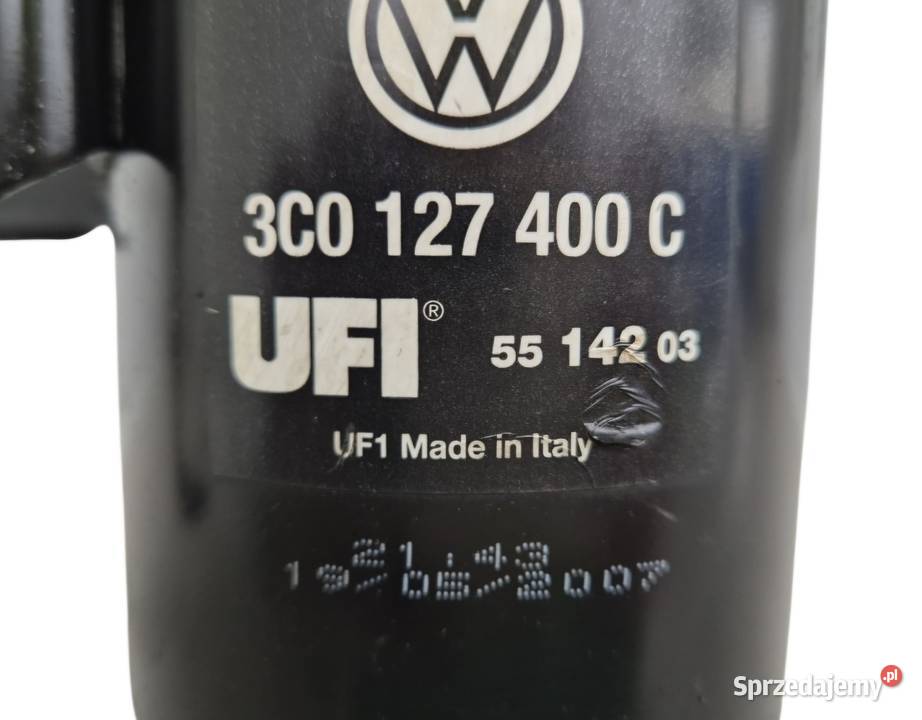 3C0 127 400 C
UFI®
55 142 03
UF1 Made in Italy
Sprzedajemy.pl